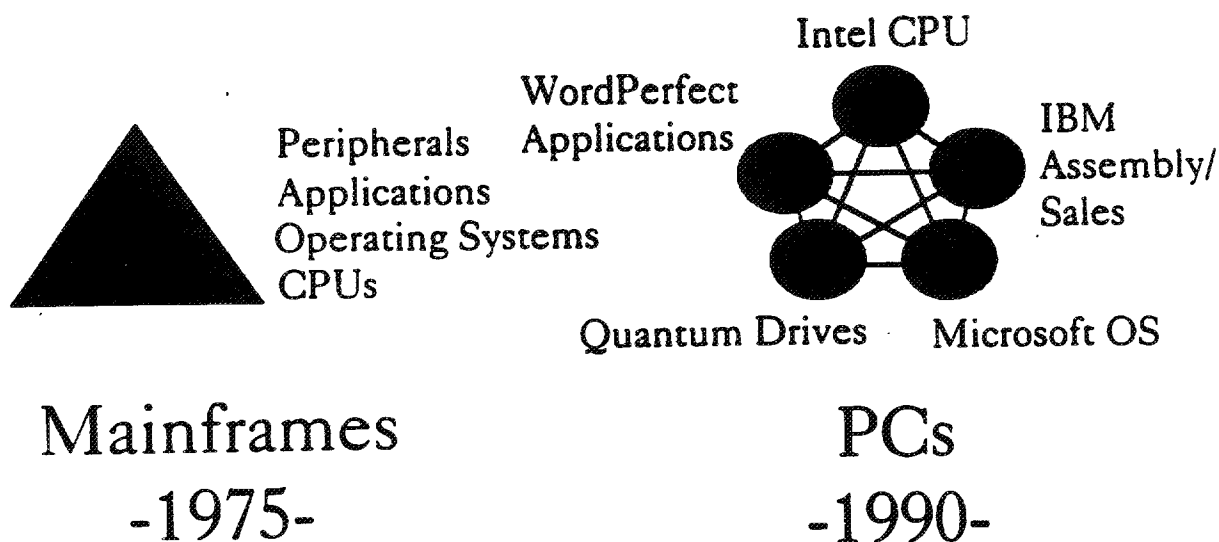 Peripherals
Applications
Operating Systems
CPUs
Mainframes
-1975-
Intel CPU
WordPerfect
Applications
IBM
Assembly/
Sales
Quantum Drives
Microsoft OS
PCs
-1990-